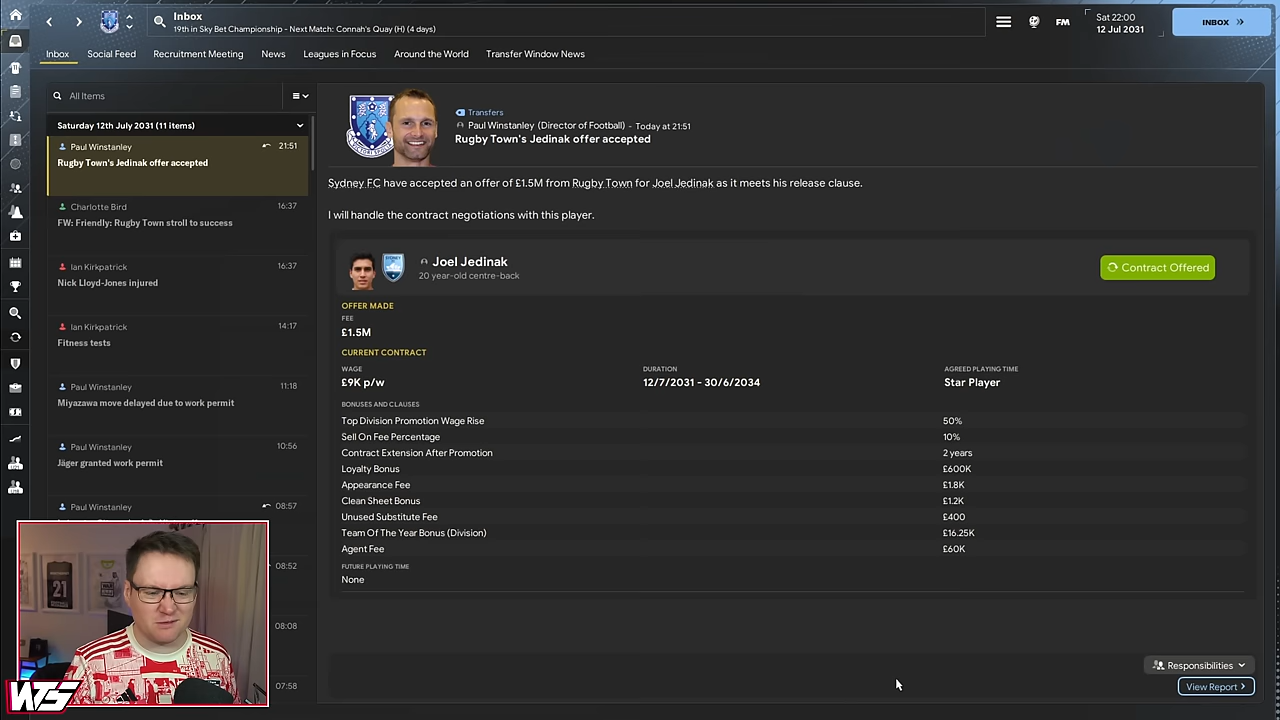 Inbox
19th in Sky Bet Championship - Next Match: Connah's Quay (H) (4 days)
FM
Sat 22:00
12 Jul 2031
INBOX
Inbox
Social Feed
Recruitment Meeting
News
Leagues in Focus
Around the World
Transfer Window News
All Items
Saturday 12th July 2031 (11 items)
Paul Winstanley
21:51
Rugby Town's Jedinak offer accepted
Charlotte Bird
16:37
FW: Friendly: Rugby Town stroll to success
Ian Kirkpatrick
16:37
Nick Lloyd-Jones injured
Ian Kirkpatrick
14:17
Fitness tests
Paul Winstanley
11:18
Miyazawa move delayed due to work permit
Paul Winstanley
10:56
Jäger granted work permit
Paul Winstanley
08:57
08:52
08:08
07:58
Transfers
Paul Winstanley (Director of Football) - Today at 21:51
Rugby Town's Jedinak offer accepted
Sydney FC have accepted an offer of £1.5M from Rugby Town for Joel Jedinak as it meets his release clause.
I will handle the contract negotiations with this player.
Joel Jedinak
20 year-old centre-back
Contract Offered
OFFER MADE
FEE
£1.5M
CURRENT CONTRACT
WAGE
£9K p/w
DURATION
12/7/2031 - 30/6/2034
AGREED PLAYING TIME
Star Player
BONUSES AND CLAUSES
Top Division Promotion Wage Rise
50%
Sell On Fee Percentage
10%
Contract Extension After Promotion
2 years
Loyalty Bonus
£600K
Appearance Fee
£1.8K
Clean Sheet Bonus
£1.2K
Unused Substitute Fee
£400
Team Of The Year Bonus (Division)
£16.25K
Agent Fee
£60K
FUTURE PLAYING TIME
None
Responsibilities
View Report
21
WTS